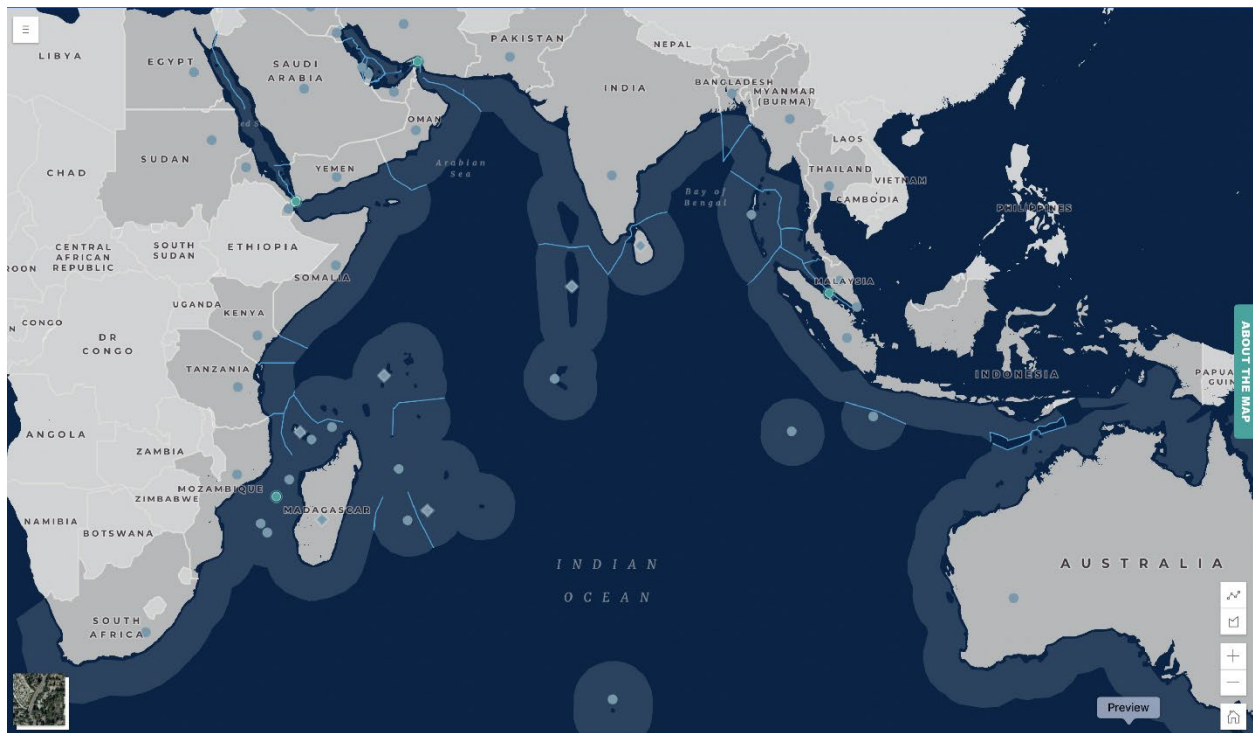 PAKISTAN
NEPAL
LIBYA
EGYPT
SAUDI
ARABIA
INDIA
BANGLADESH
MYANMAR
(BURMA)
OMAN
LAOS
SUDAN
YEMEN
Arabian
Sea
THAILAND
VIETNAM
CHAD
Bay of
Bengal
CAMBODIA
PHILIPPINES
ETHIOPIA
CENTRAL
AFRICAN
REPUBLIC
SOUTH
SUDAN
SOMALIA
MALAYSIA
UGANDA
KENYA
CONGO
DR
CONGO
TANZANIA
INDONESIA
PAPUA
ABOUT THE MAP
ANGOLA
ZAMBIA
MOZAMBIQUE
ZIMBABWE
MADAGASCAR
NAMIBIA
BOTSWANA
INDIAN
OCEAN
AUSTRALIA
SOUTH
AFRICA
Preview